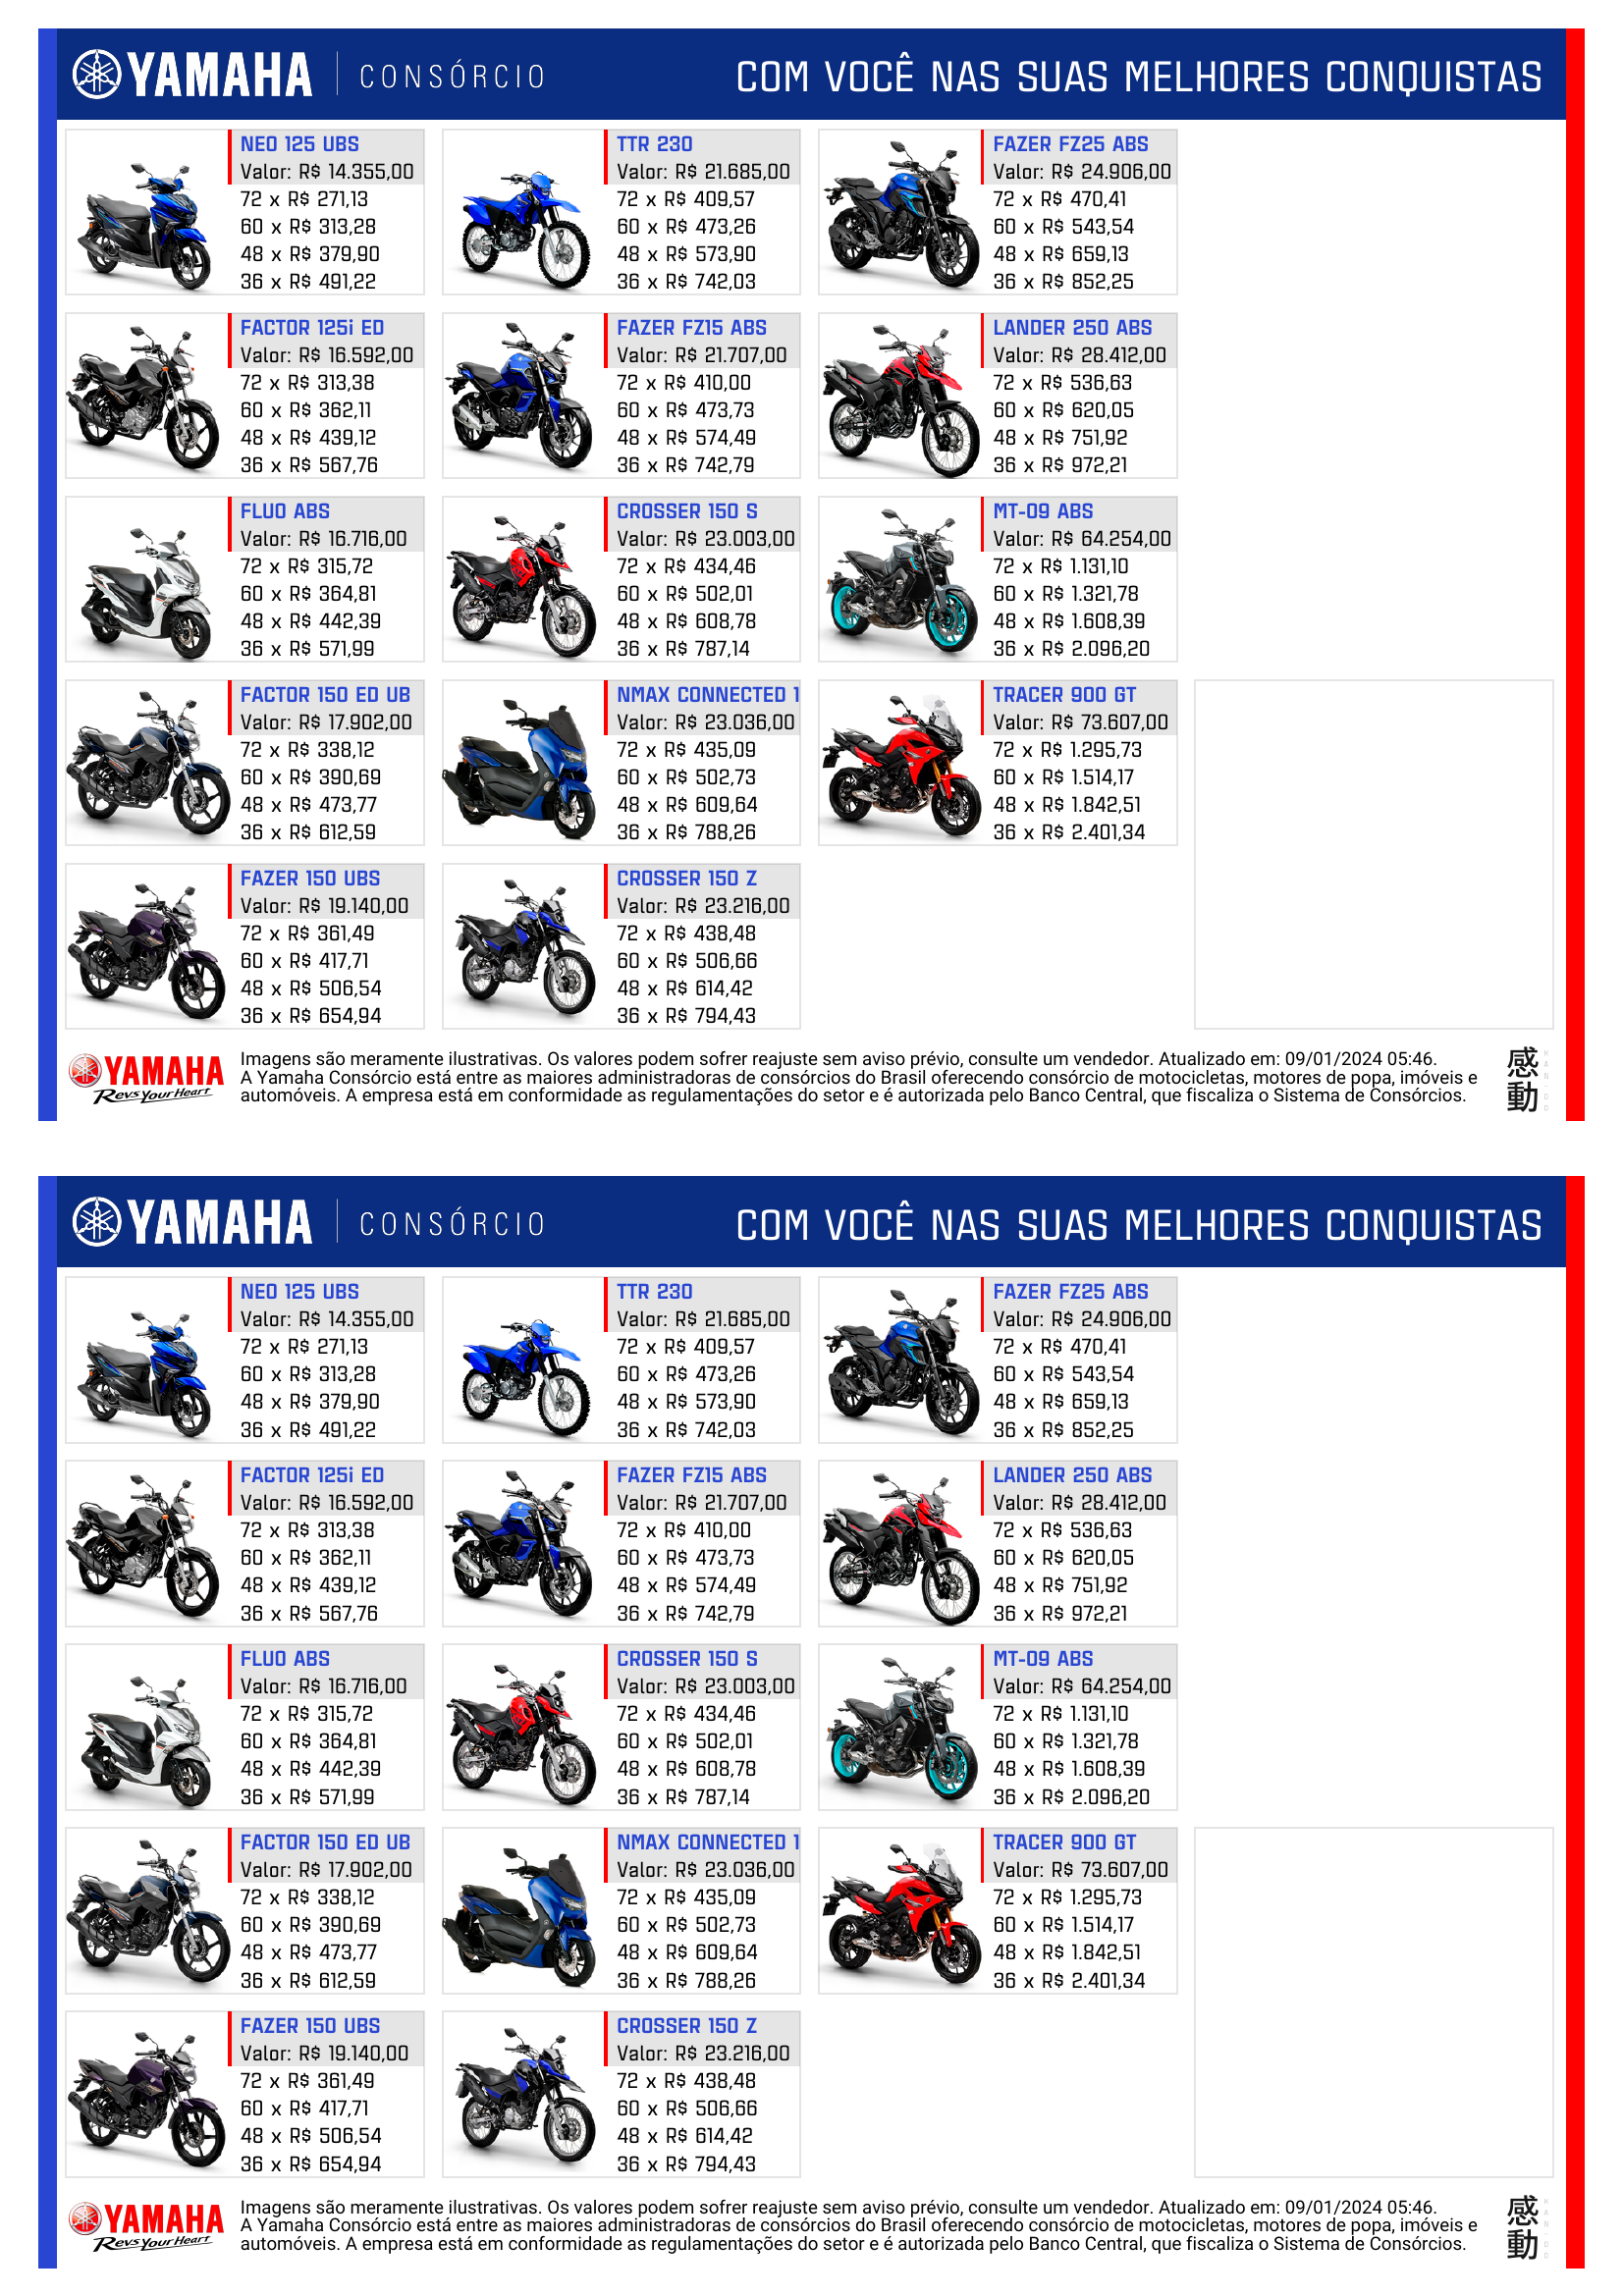 YAMAHA CONSÓRCIO COM VOCÊ NAS SUAS MELHORES CONQUISTAS
NEO 125 UBS
Valor: R$ 14.355,00
72 x R$ 271,13
60 x R$ 313,28
48 x R$ 379,90
36 x R$ 491,22
FACTOR 125i ED
Valor: R$ 16.592,00
72 x R$ 313,38
60 x R$ 362,11
48 x R$ 439,12
36 x R$ 567,76
FLUO ABS
Valor: R$ 16.716,00
72 x R$ 315,72
60 x R$ 364,81
48 x R$ 442,39
36 x R$ 571,99
FACTOR 150 ED UB
Valor: R$ 17.902,00
72 x R$ 338,12
60 x R$ 390,69
48 x R$ 473,77
36 x R$ 612,59
FAZER 150 UBS
Valor: R$ 19.140,00
72 x R$ 361,49
60 x R$ 417,71
48 x R$ 506,54
36 x R$ 654,94
TTR 230
Valor: R$ 21.685,00
72 x R$ 409,57
60 x R$ 473,26
48 x R$ 573,90
36 x R$ 742,03
FAZER FZ15 ABS
Valor: R$ 21.707,00
72 x R$ 410,00
60 x R$ 473,73
48 x R$ 574,49
36 x R$ 742,79
CROSSER 150 S
Valor: R$ 23.003,00
72 x R$ 434,46
60 x R$ 502,01
48 x R$ 608,78
36 x R$ 787,14
NMAX CONNECTED 1
Valor: R$ 23.036,00
72 x R$ 435,09
60 x R$ 502,73
48 x R$ 609,64
36 x R$ 788,26
CROSSER 150 Z
Valor: R$ 23.216,00
72 x R$ 438,48
60 x R$ 506,66
48 x R$ 614,42
36 x R$ 794,43
FAZER FZ25 ABS
Valor: R$ 24.906,00
72 x R$ 470,41
60 x R$ 543,54
48 x R$ 659,13
36 x R$ 852,25
LANDER 250 ABS
Valor: R$ 28.412,00
72 x R$ 536,63
60 x R$ 620,05
48 x R$ 751,92
36 x R$ 972,21
MT-09 ABS
Valor: R$ 64.254,00
72 x R$ 1.131,10
60 x R$ 1.321,78
48 x R$ 1.608,39
36 x R$ 2.096,20
TRACER 900 GT
Valor: R$ 73.607,00
72 x R$ 1.295,73
60 x R$ 1.514,17
48 x R$ 1.842,51
36 x R$ 2.401,34
YAMAHA
Revs Your Heart
Imagens são meramente ilustrativas. Os valores podem sofrer reajuste sem aviso prévio, consulte um vendedor. Atualizado em: 09/01/2024 05:46.
A Yamaha Consórcio está entre as maiores administradoras de consórcios do Brasil oferecendo consórcio de motocicletas, motores de popa, imóveis e
automóveis. A empresa está em conformidade as regulamentações do setor e é autorizada pelo Banco Central, que fiscaliza o Sistema de Consórcios.
感動
KAN-DO
YAMAHA CONSÓRCIO COM VOCÊ NAS SUAS MELHORES CONQUISTAS
NEO 125 UBS
Valor: R$ 14.355,00
72 x R$ 271,13
60 x R$ 313,28
48 x R$ 379,90
36 x R$ 491,22
FACTOR 125i ED
Valor: R$ 16.592,00
72 x R$ 313,38
60 x R$ 362,11
48 x R$ 439,12
36 x R$ 567,76
FLUO ABS
Valor: R$ 16.716,00
72 x R$ 315,72
60 x R$ 364,81
48 x R$ 442,39
36 x R$ 571,99
FACTOR 150 ED UB
Valor: R$ 17.902,00
72 x R$ 338,12
60 x R$ 390,69
48 x R$ 473,77
36 x R$ 612,59
FAZER 150 UBS
Valor: R$ 19.140,00
72 x R$ 361,49
60 x R$ 417,71
48 x R$ 506,54
36 x R$ 654,94
TTR 230
Valor: R$ 21.685,00
72 x R$ 409,57
60 x R$ 473,26
48 x R$ 573,90
36 x R$ 742,03
FAZER FZ15 ABS
Valor: R$ 21.707,00
72 x R$ 410,00
60 x R$ 473,73
48 x R$ 574,49
36 x R$ 742,79
CROSSER 150 S
Valor: R$ 23.003,00
72 x R$ 434,46
60 x R$ 502,01
48 x R$ 608,78
36 x R$ 787,14
NMAX CONNECTED 1
Valor: R$ 23.036,00
72 x R$ 435,09
60 x R$ 502,73
48 x R$ 609,64
36 x R$ 788,26
CROSSER 150 Z
Valor: R$ 23.216,00
72 x R$ 438,48
60 x R$ 506,66
48 x R$ 614,42
36 x R$ 794,43
FAZER FZ25 ABS
Valor: R$ 24.906,00
72 x R$ 470,41
60 x R$ 543,54
48 x R$ 659,13
36 x R$ 852,25
LANDER 250 ABS
Valor: R$ 28.412,00
72 x R$ 536,63
60 x R$ 620,05
48 x R$ 751,92
36 x R$ 972,21
MT-09 ABS
Valor: R$ 64.254,00
72 x R$ 1.131,10
60 x R$ 1.321,78
48 x R$ 1.608,39
36 x R$ 2.096,20
TRACER 900 GT
Valor: R$ 73.607,00
72 x R$ 1.295,73
60 x R$ 1.514,17
48 x R$ 1.842,51
36 x R$ 2.401,34
YAMAHA
Revs Your Heart
Imagens são meramente ilustrativas. Os valores podem sofrer reajuste sem aviso prévio, consulte um vendedor. Atualizado em: 09/01/2024 05:46.
A Yamaha Consórcio está entre as maiores administradoras de consórcios do Brasil oferecendo consórcio de motocicletas, motores de popa, imóveis e
automóveis. A empresa está em conformidade as regulamentações do setor e é autorizada pelo Banco Central, que fiscaliza o Sistema de Consórcios.
感動
KAN-DO